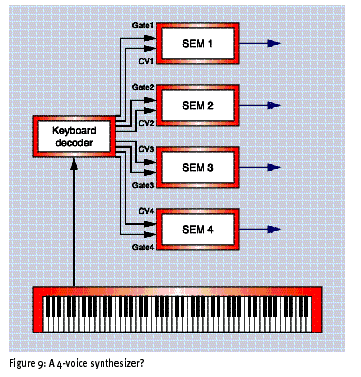 Gate1
SEM 1
CV1
Gate2
SEM 2
CV2
Keyboard
decoder
CV3
SEM 3
Gate3
CV4
SEM 4
Gate4
Figure 9: A 4-voice synthesizer?